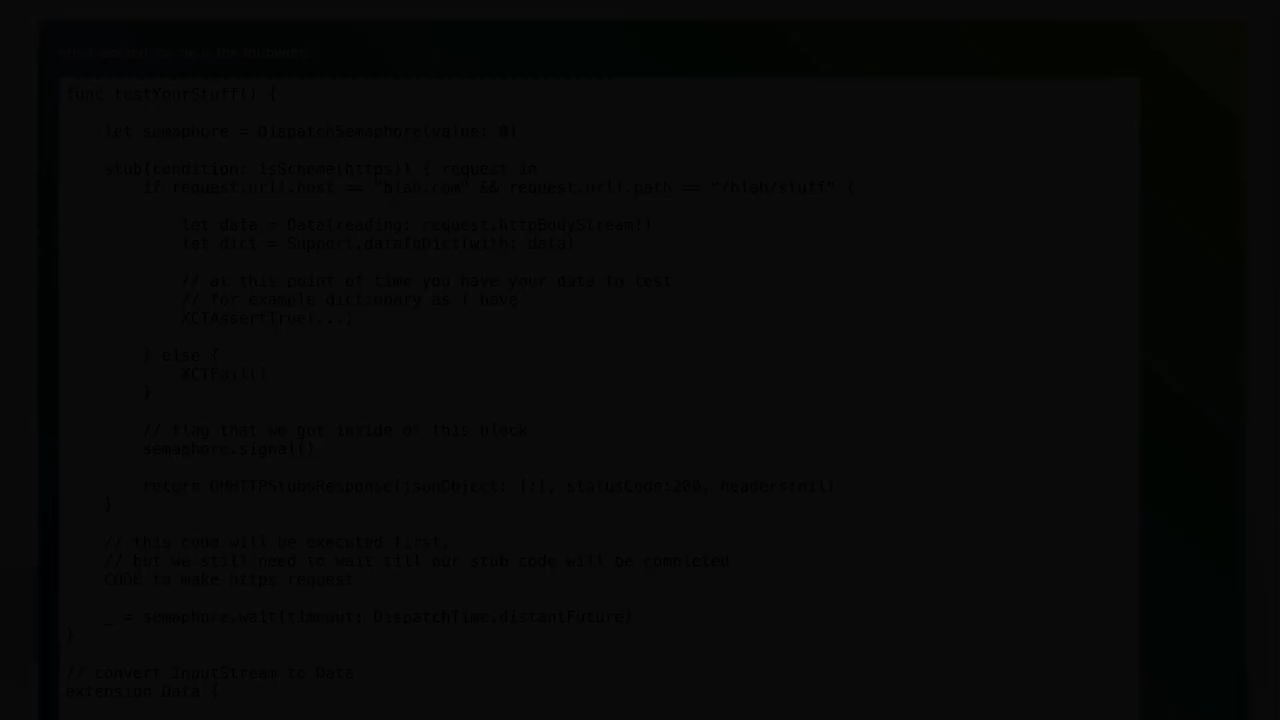 func testYourStuff() {
let semaphore = DispatchSemaphore(value: 0)
stub(condition: isScheme(https)) { request in
if request.url!.host == "blah.com" && request.url!.path == "/blah/stuff" {
let data = Data(reading: request.httpBodyStream!)
let dict = Support.dataToDict(with: data)
// at this point of time you have your data to test
// for example dictionary as I have
XCTAssertTrue(...)
} else {
XCTFail()
}
// flag that we got inside of this block
semaphore.signal()
return OHHTTPStubsResponse(jsonObject: [:], statusCode:200, headers:nil)
}
// this code will be executed first,
// but we still need to wait till our stub code will be completed
CODE to make https request
_ = semaphore.wait(timeout: DispatchTime.distantFuture)
}
// convert InputStream to Data
extension Data {